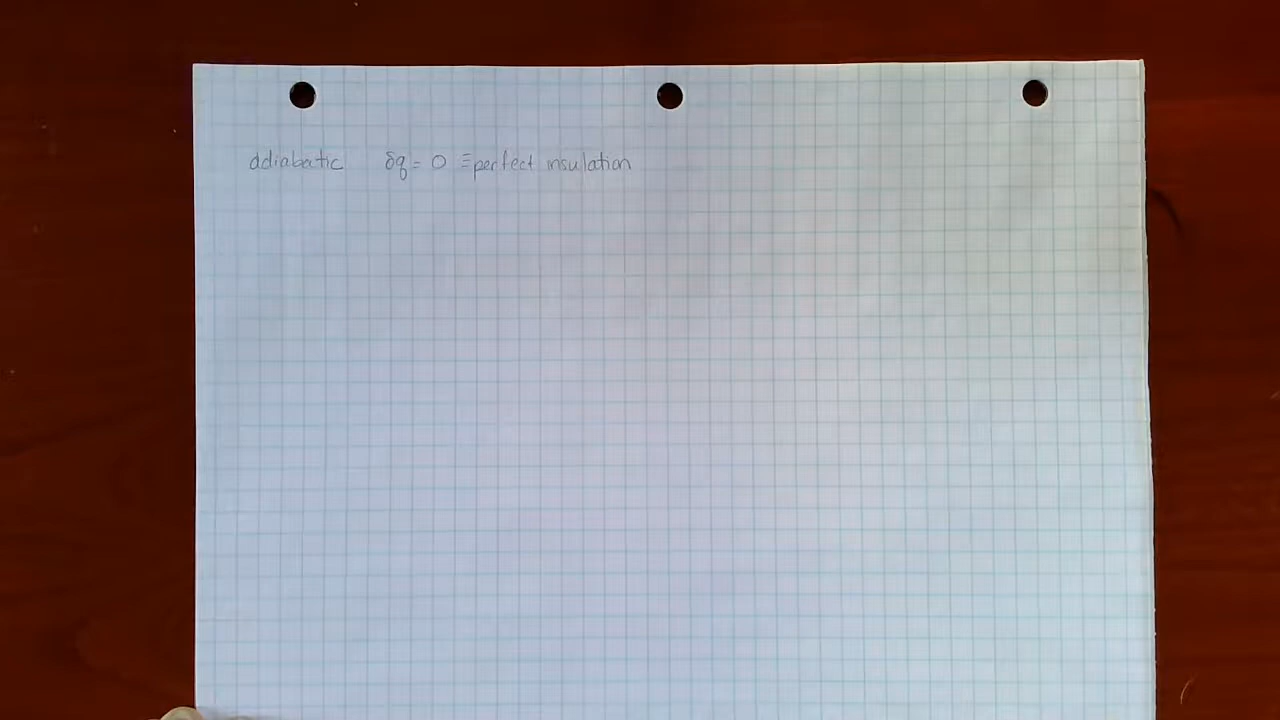 adiabatic δq = 0 ≡ perfect insulation